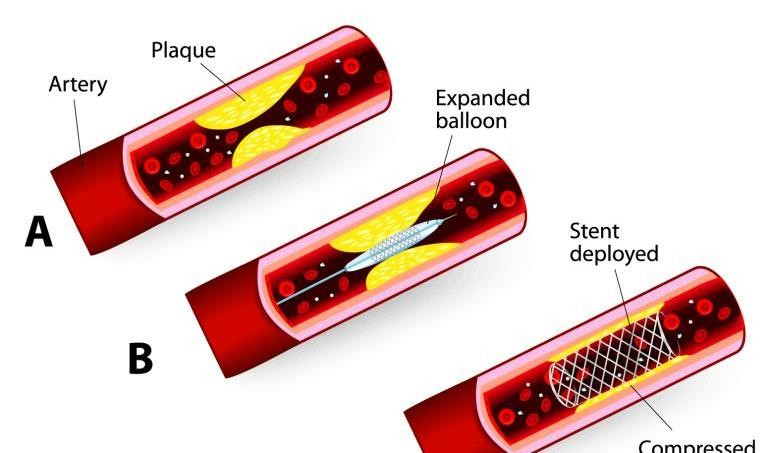 Plaque
Artery
A
Expanded
balloon
B
Stent
deployed
Compressed